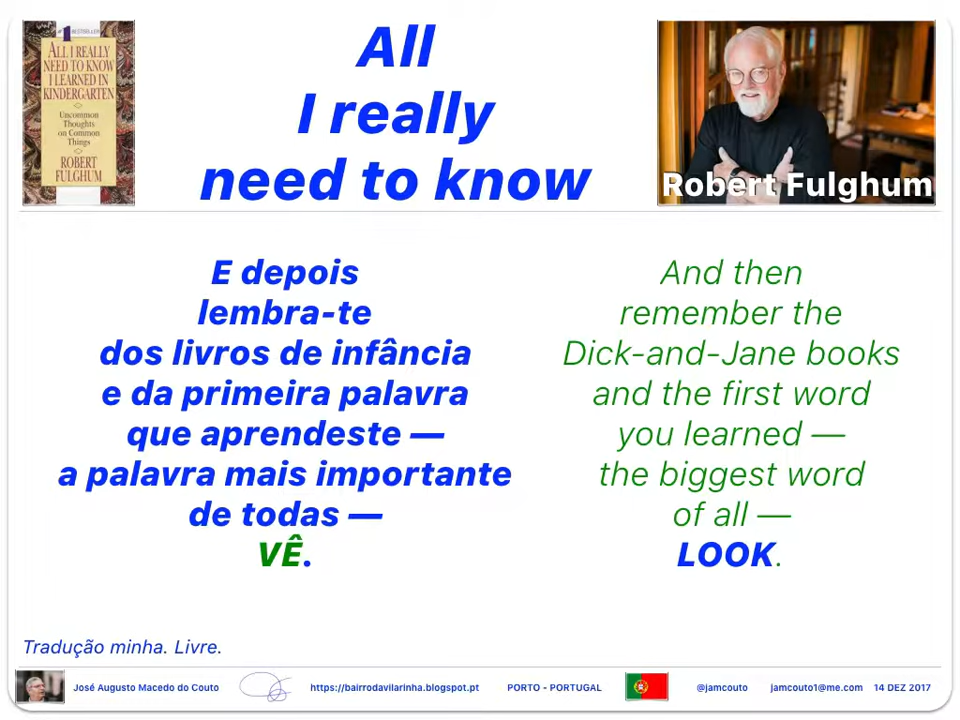 #1 BESTSELLER
ALL I REALLY
NEED TO KNOW
I LEARNED IN
KINDERGARTEN
Uncommon
Thoughts
on Common
Things
ROBERT
FULGHUM
All
I really
need to know
Robert Fulghum
E depois
lembra-te
dos livros de infância
e da primeira palavra
que aprendeste —
a palavra mais importante
de todas —
VÊ.
And then
remember the
Dick-and-Jane books
and the first word
you learned —
the biggest word
of all —
LOOK.
Tradução minha. Livre.
José Augusto Macedo do Couto
https://bairrodavilarinha.blogspot.pt
PORTO - PORTUGAL
@jamcouto
jamcouto1@me.com
14 DEZ 2017